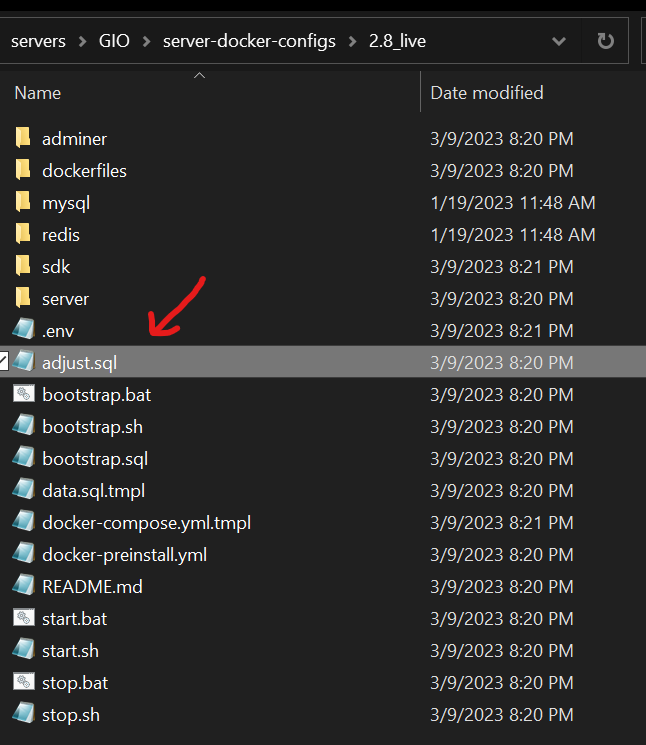 servers > GIO > server-docker-configs > 2.8_live
Name Date modified
adminer 3/9/2023 8:20 PM
dockerfiles 3/9/2023 8:20 PM
mysql 1/19/2023 11:48 AM
redis 1/19/2023 11:48 AM
sdk 3/9/2023 8:21 PM
server 3/9/2023 8:20 PM
.env 3/9/2023 8:21 PM
adjust.sql 3/9/2023 8:20 PM
bootstrap.bat 3/9/2023 8:20 PM
bootstrap.sh 3/9/2023 8:20 PM
bootstrap.sql 3/9/2023 8:20 PM
data.sql.tmpl 3/9/2023 8:20 PM
docker-compose.yml.tmpl 3/9/2023 8:21 PM
docker-preinstall.yml 3/9/2023 8:20 PM
README.md 3/9/2023 8:20 PM
start.bat 3/9/2023 8:20 PM
start.sh 3/9/2023 8:20 PM
stop.bat 3/9/2023 8:20 PM
stop.sh 3/9/2023 8:20 PM